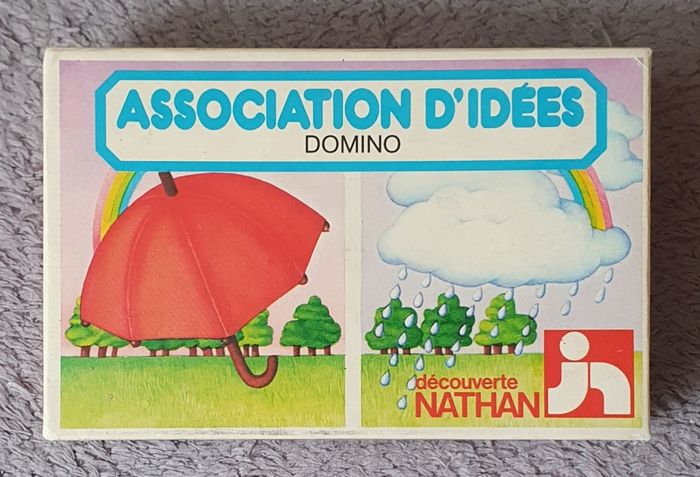 ASSOCIATION D'IDÉES
DOMINO
découverte
NATHAN